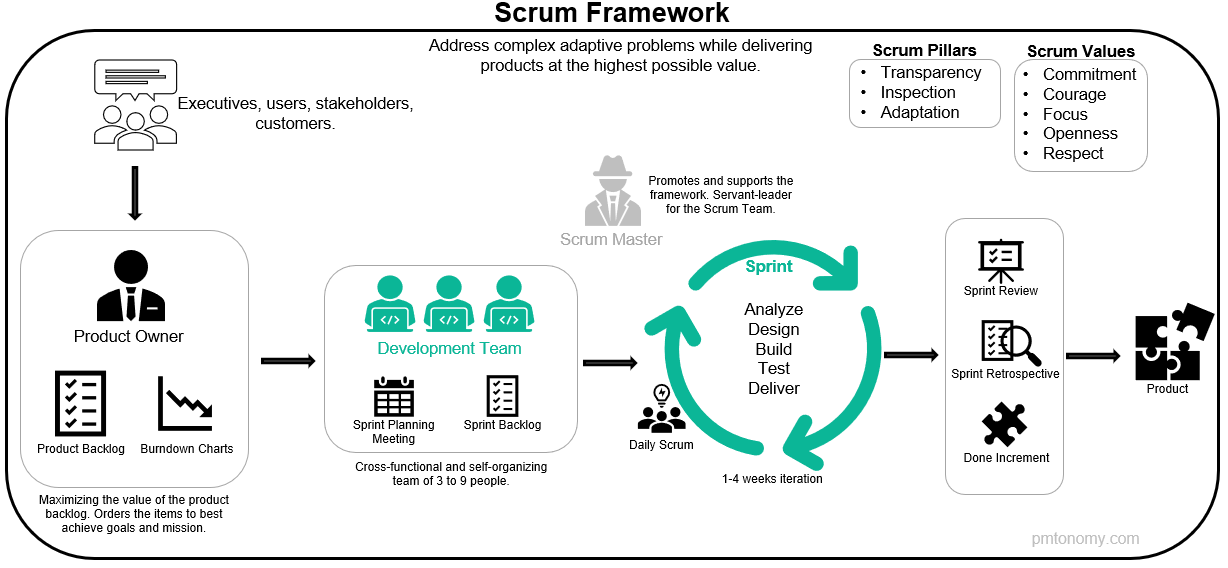 Scrum Framework
Address complex adaptive problems while delivering
products at the highest possible value.
Scrum Pillars
• Transparency
• Inspection
• Adaptation
Scrum Values
• Commitment
• Courage
• Focus
• Openness
• Respect
Executives, users, stakeholders,
customers.
Promotes and supports the
framework. Servant-leader
for the Scrum Team.
Scrum Master
Product Owner
Product Backlog
Burndown Charts
Maximizing the value of the product
backlog. Orders the items to best
achieve goals and mission.
</>
</>
</>
Development Team
Sprint Planning
Meeting
Sprint Backlog
Cross-functional and self-organizing
team of 3 to 9 people.
Sprint
Analyze
Design
Build
Test
Deliver
Daily Scrum
1-4 weeks iteration
Sprint Review
Sprint Retrospective
Done Increment
Product
pmtonomy.com